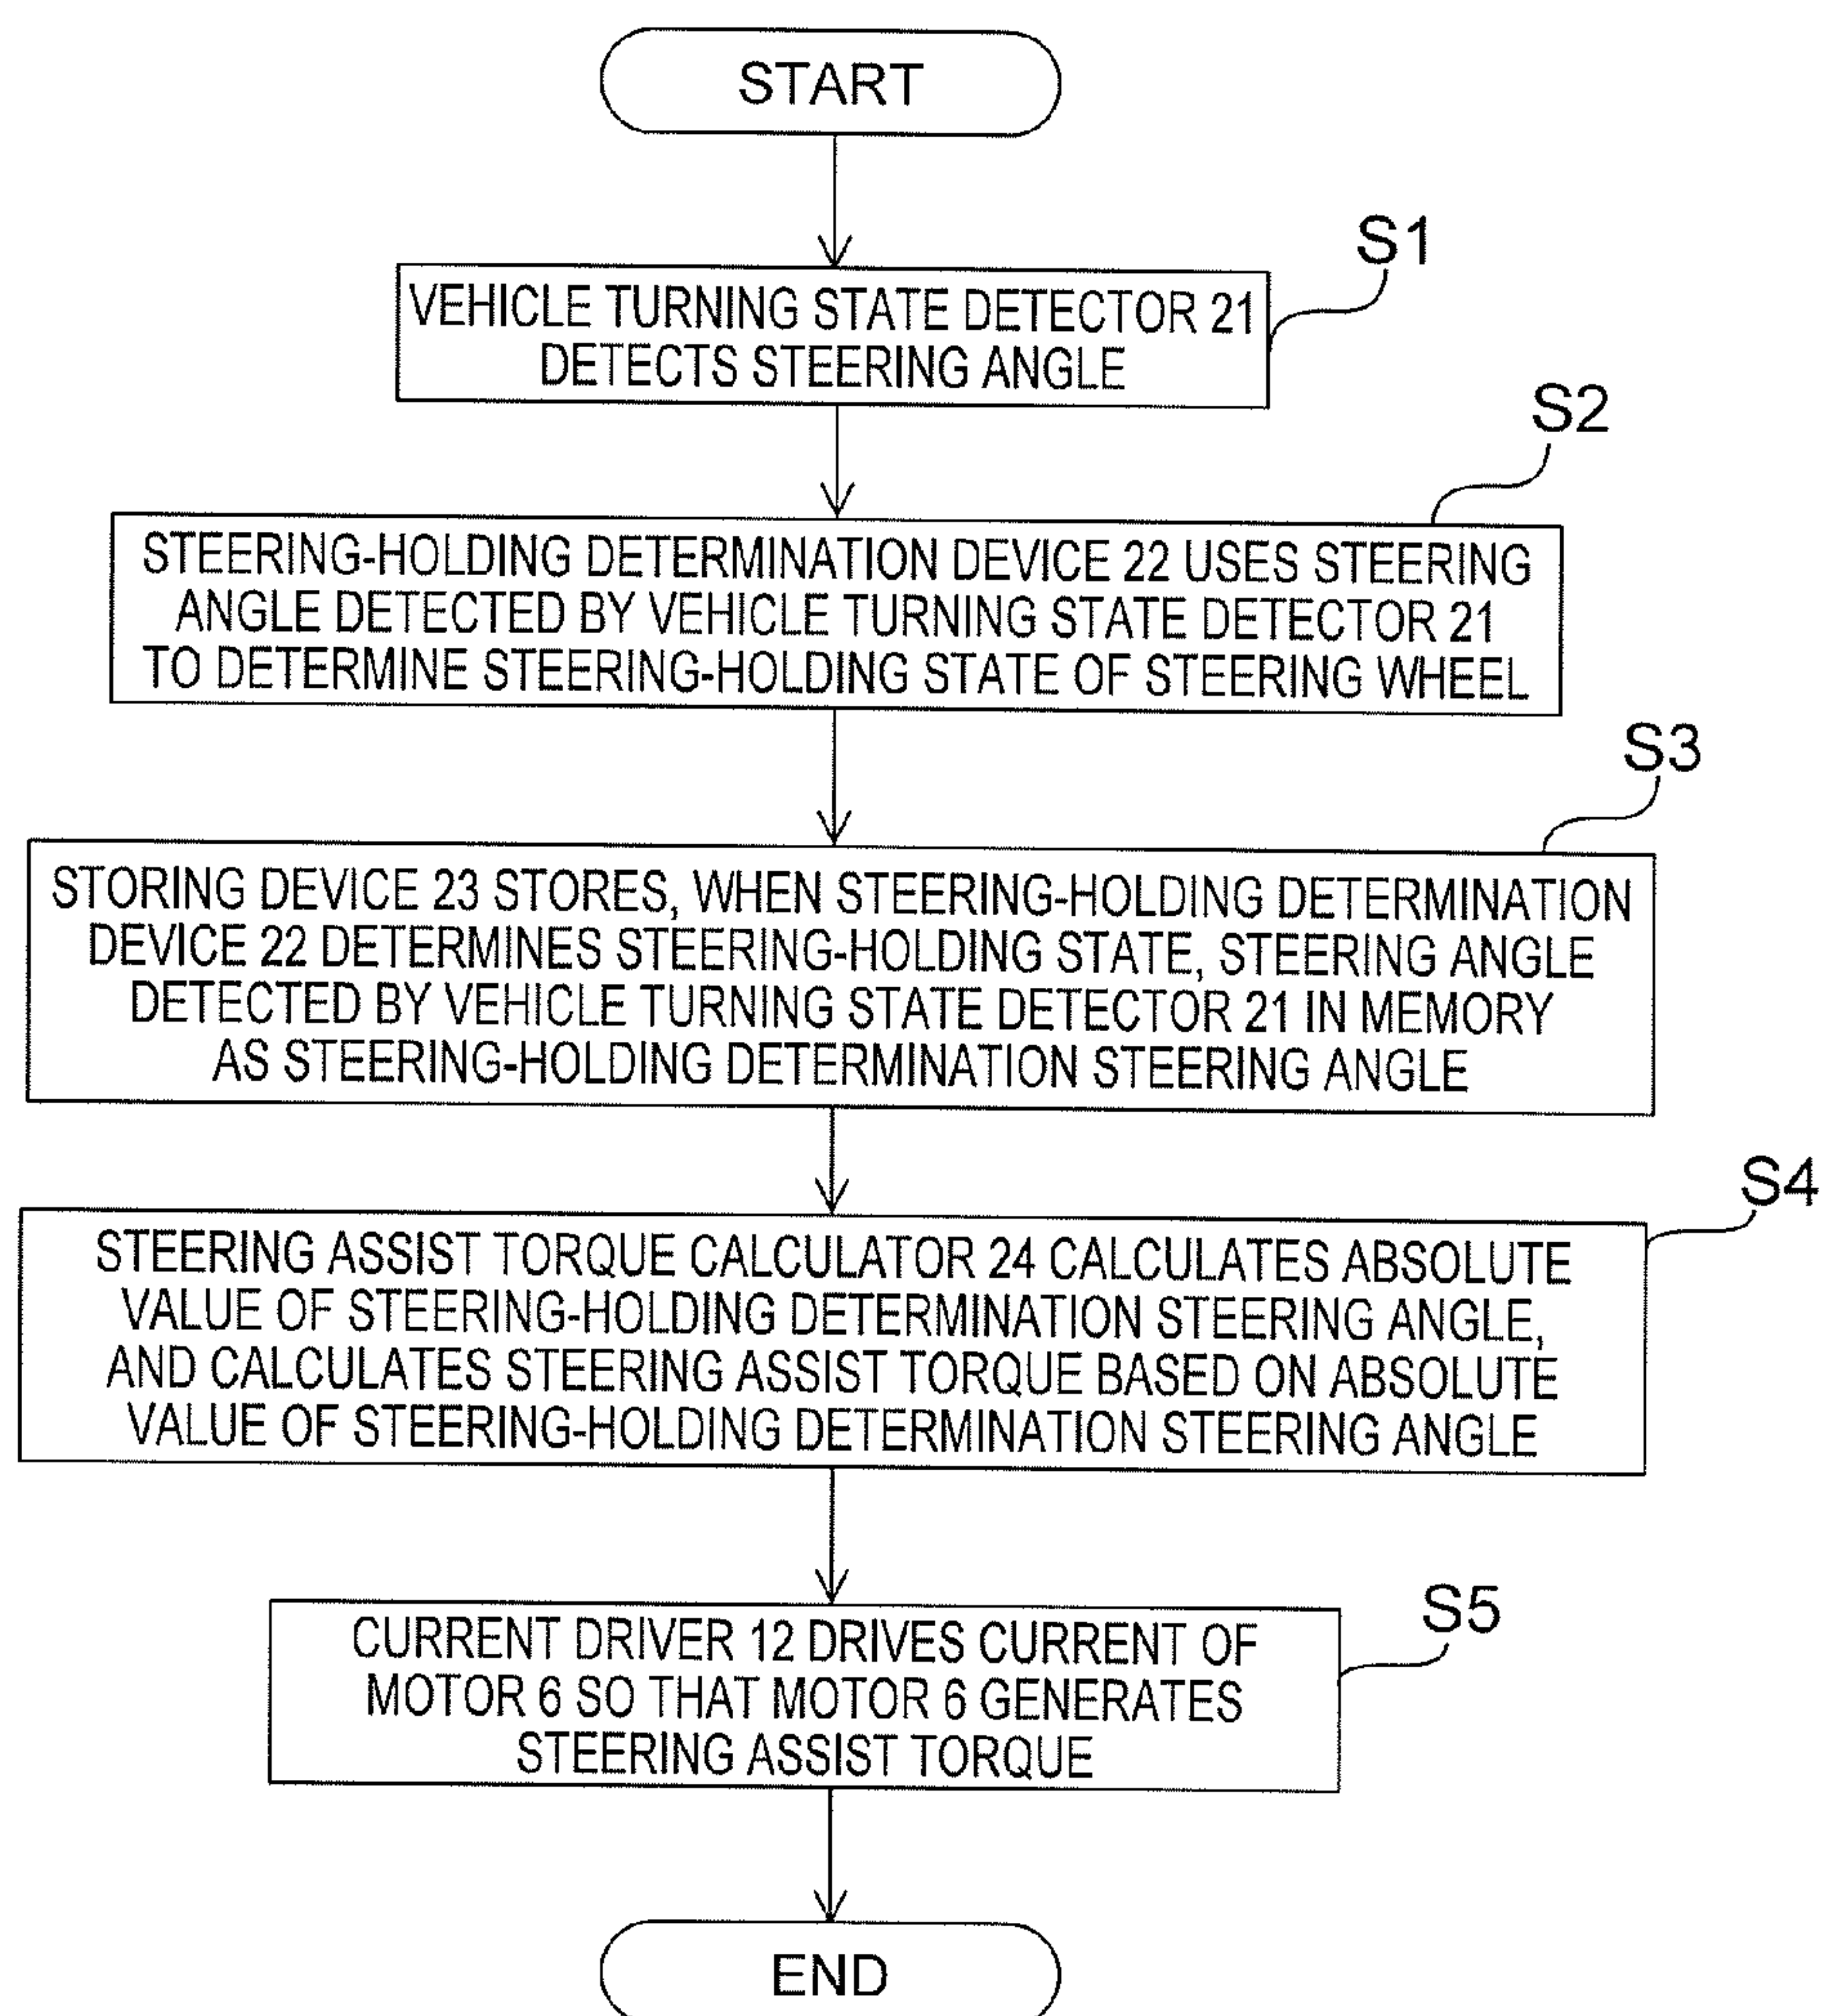 START
S1
VEHICLE TURNING STATE DETECTOR 21
DETECTS STEERING ANGLE
S2
STEERING-HOLDING DETERMINATION DEVICE 22 USES STEERING
ANGLE DETECTED BY VEHICLE TURNING STATE DETECTOR 21
TO DETERMINE STEERING-HOLDING STATE OF STEERING WHEEL
S3
STORING DEVICE 23 STORES, WHEN STEERING-HOLDING DETERMINATION
DEVICE 22 DETERMINES STEERING-HOLDING STATE, STEERING ANGLE
DETECTED BY VEHICLE TURNING STATE DETECTOR 21 IN MEMORY
AS STEERING-HOLDING DETERMINATION STEERING ANGLE
S4
STEERING ASSIST TORQUE CALCULATOR 24 CALCULATES ABSOLUTE
VALUE OF STEERING-HOLDING DETERMINATION STEERING ANGLE,
AND CALCULATES STEERING ASSIST TORQUE BASED ON ABSOLUTE
VALUE OF STEERING-HOLDING DETERMINATION STEERING ANGLE
S5
CURRENT DRIVER 12 DRIVES CURRENT OF
MOTOR 6 SO THAT MOTOR 6 GENERATES
STEERING ASSIST TORQUE
END